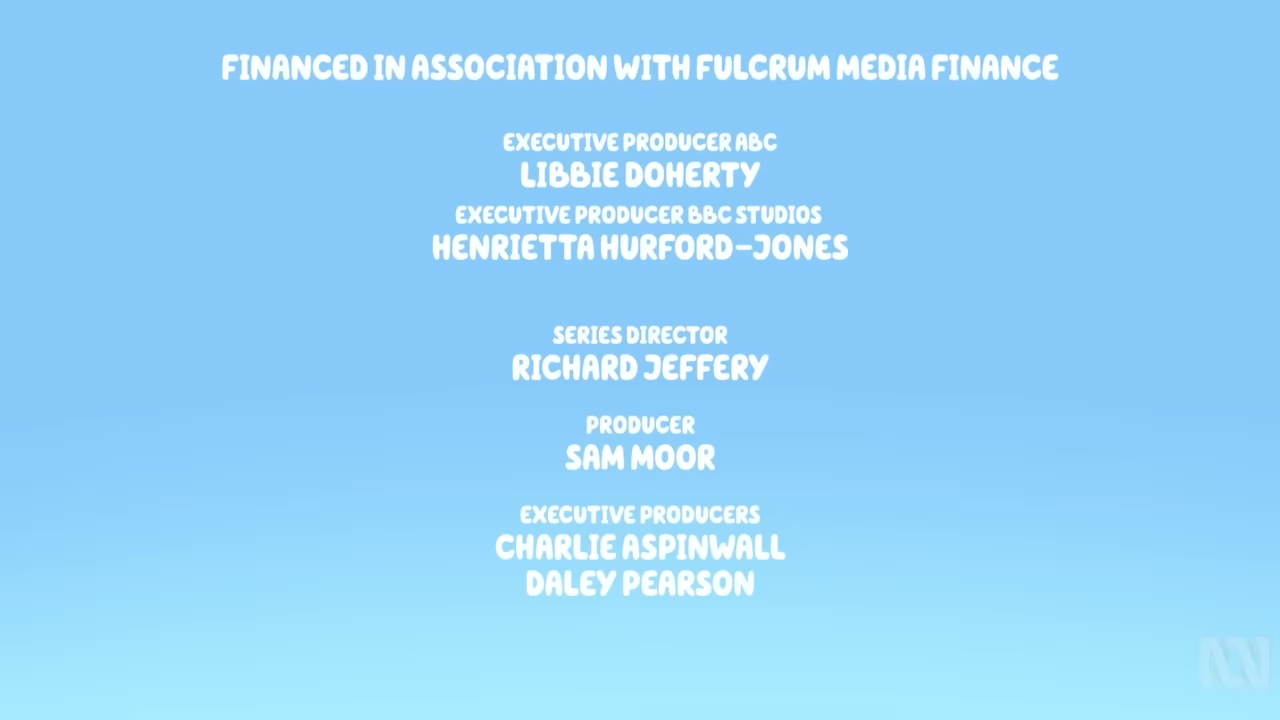 FINANCED IN ASSOCIATION WITH FULCRUM MEDIA FINANCE
EXECUTIVE PRODUCER ABC
LIBBIE DOHERTY
EXECUTIVE PRODUCER BBC STUDIOS
HENRIETTA HURFORD-JONES
SERIES DIRECTOR
RICHARD JEFFERY
PRODUCER
SAM MOOR
EXECUTIVE PRODUCERS
CHARLIE ASPINWALL
DALEY PEARSON